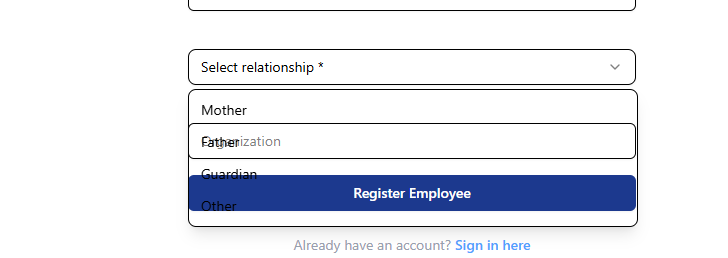 Select relationship *
Mother
Organization
Father
Guardian
Register Employee
Other
Already have an account? Sign in here